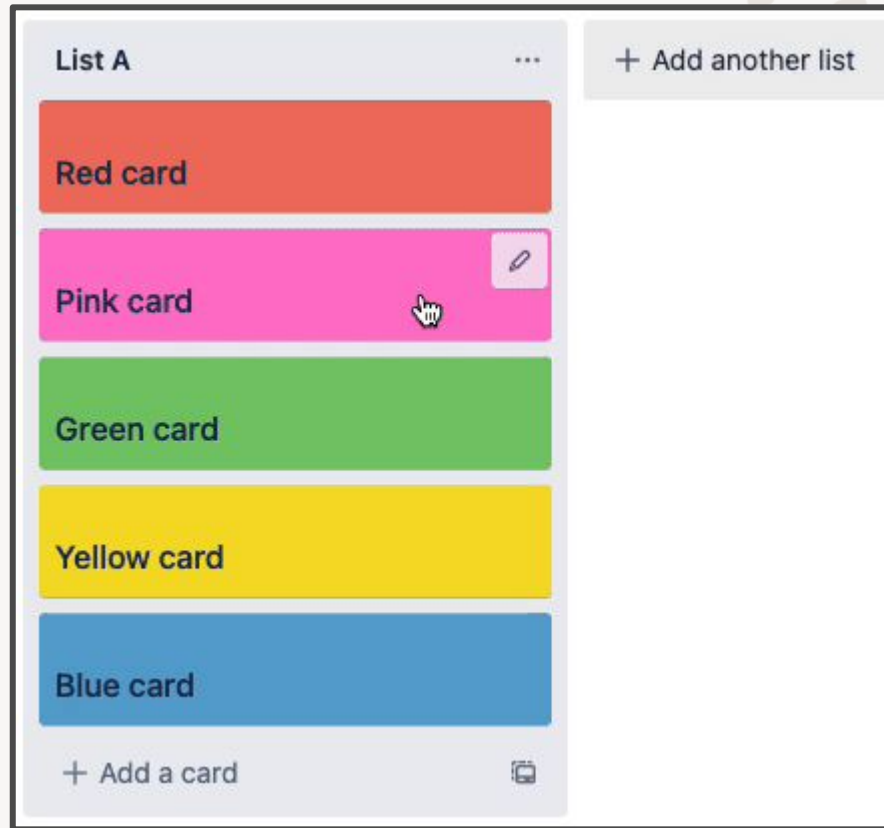 List A
+ Add another list
Red card
Pink card
Green card
Yellow card
Blue card
+ Add a card